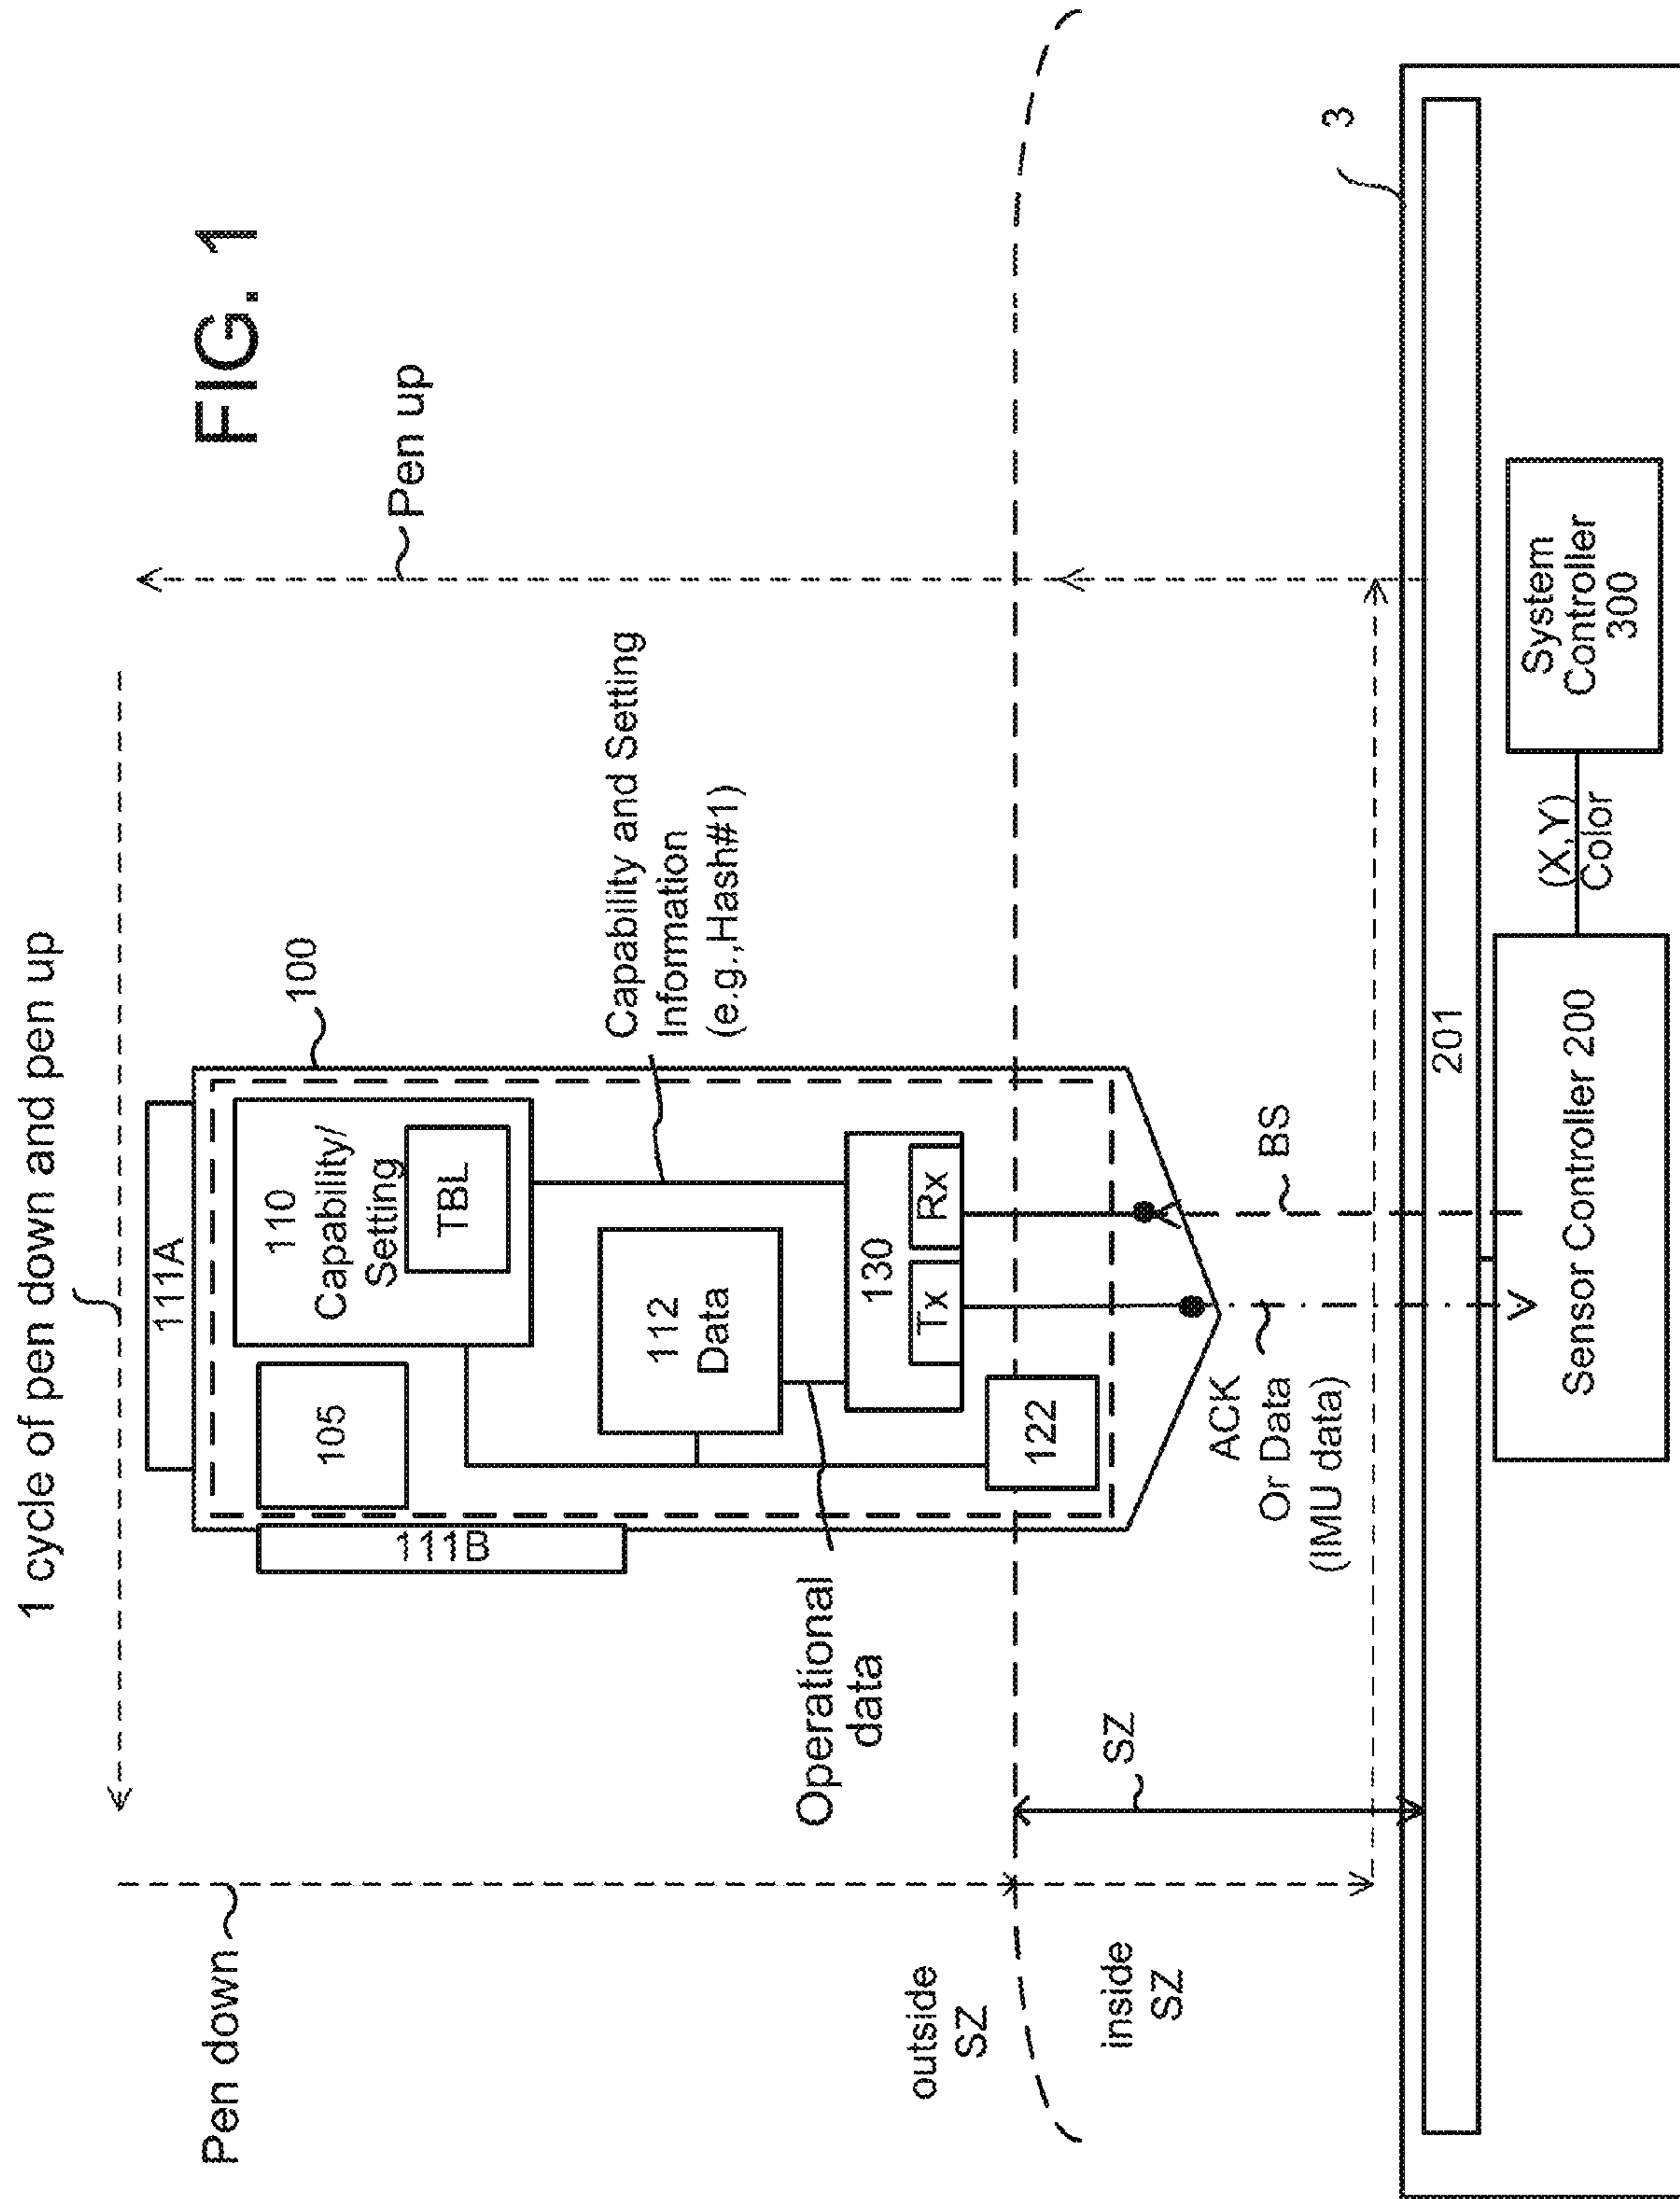 FIG. 1
1 cycle of pen down and pen up
Pen down
Pen up
111A
100
111B
105
110
Capability/
Setting
TBL
Capability and Setting
Information
(e.g.,Hash#1)
112
Data
Operational
data
130
Tx
Rx
122
outside
SZ
inside
SZ
SZ
ACK
Or Data
(IMU data)
BS
3
201
Sensor Controller 200
(X,Y)
Color
System
Controller
300